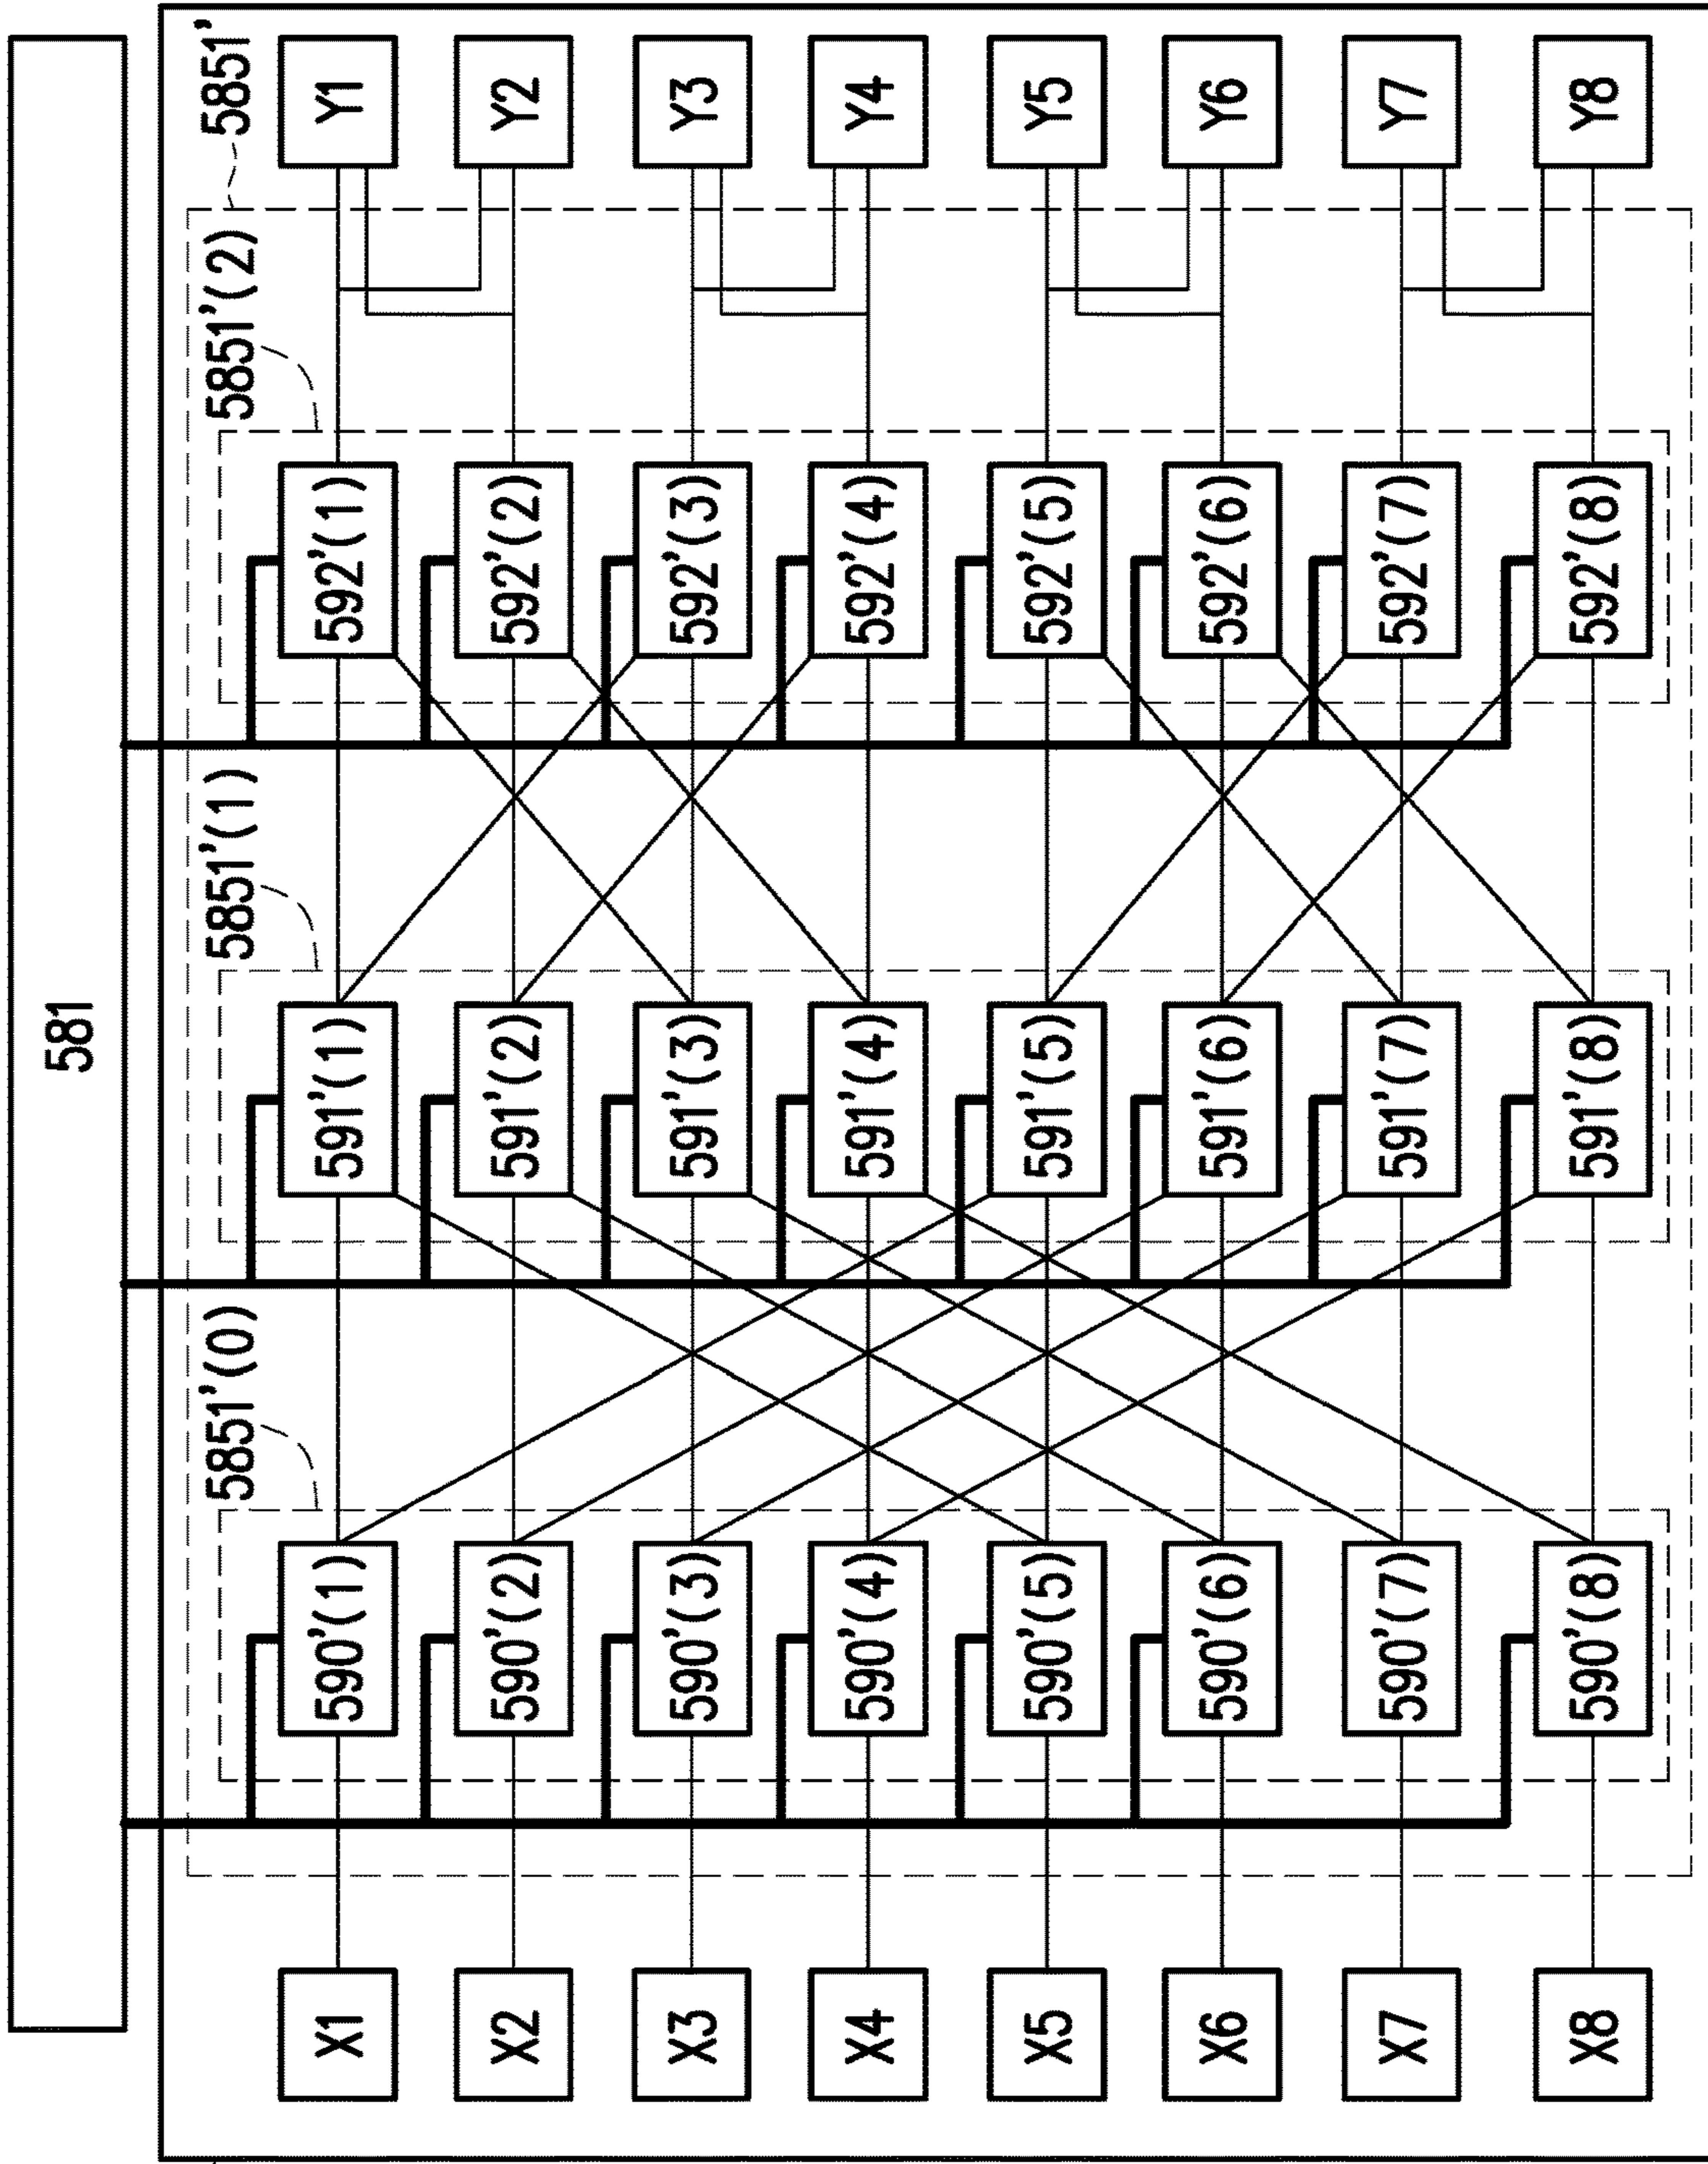 581
5851'
5851'(0)
5851'(1)
5851'(2)
X1
590'(1)
591'(1)
592'(1)
Y1
X2
590'(2)
591'(2)
592'(2)
Y2
X3
590'(3)
591'(3)
592'(3)
Y3
X4
590'(4)
591'(4)
592'(4)
Y4
X5
590'(5)
591'(5)
592'(5)
Y5
X6
590'(6)
591'(6)
592'(6)
Y6
X7
590'(7)
591'(7)
592'(7)
Y7
X8
590'(8)
591'(8)
592'(8)
Y8